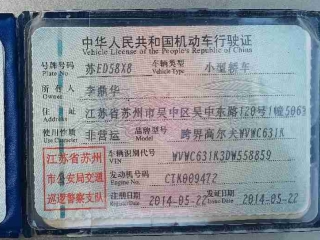 中华人民共和国机动车行驶证
Vehicle License of the People's Republic of China
号牌号码 苏ED58X8 车辆类型 小型轿车
Plate No. Vehicle Type
所有人 李鼎华
Owner
住址 江苏省苏州市吴中区吴中东路120号1幢506
Address
使用性质 非营运 品牌型号 跨界高尔夫WVWC631K
Use Character Model
江苏省苏州
市公安局交通
巡逻警察支队
车辆识别代号 WVWC631K3DW558859
VIN
发动机号码 CTK009472
Engine No.
注册日期 2014-05-22 发证日期 2014-05-22
Register Date Issue Date